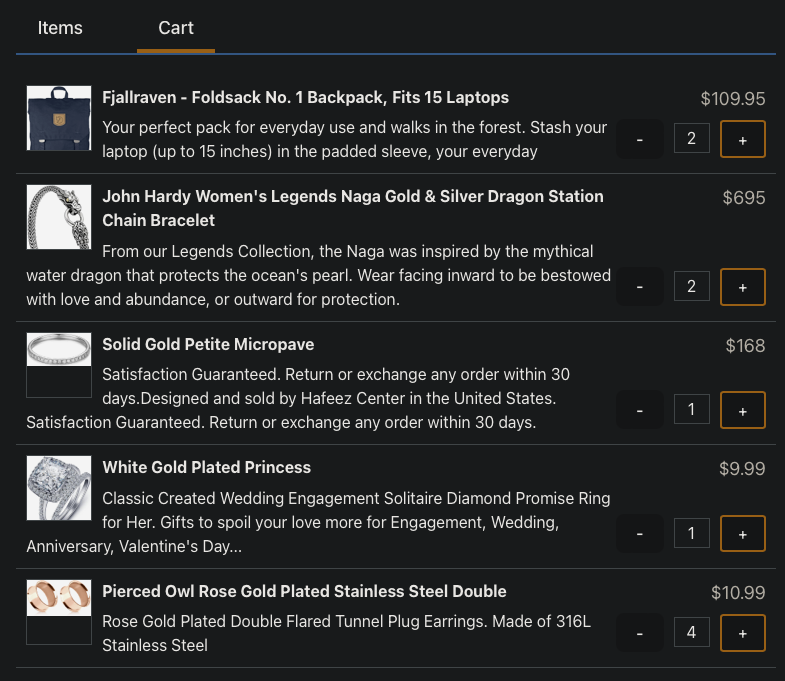 Items Cart
Fjallraven - Foldsack No. 1 Backpack, Fits 15 Laptops $109.95
Your perfect pack for everyday use and walks in the forest. Stash your
laptop (up to 15 inches) in the padded sleeve, your everyday - 2 +
John Hardy Women's Legends Naga Gold & Silver Dragon Station $695
Chain Bracelet
From our Legends Collection, the Naga was inspired by the mythical
water dragon that protects the ocean's pearl. Wear facing inward to be bestowed
with love and abundance, or outward for protection. - 2 +
Solid Gold Petite Micropave $168
Satisfaction Guaranteed. Return or exchange any order within 30
days.Designed and sold by Hafeez Center in the United States.
Satisfaction Guaranteed. Return or exchange any order within 30 days. - 1 +
White Gold Plated Princess $9.99
Classic Created Wedding Engagement Solitaire Diamond Promise Ring
for Her. Gifts to spoil your love more for Engagement, Wedding,
Anniversary, Valentine's Day... - 1 +
Pierced Owl Rose Gold Plated Stainless Steel Double $10.99
Rose Gold Plated Double Flared Tunnel Plug Earrings. Made of 316L
Stainless Steel - 4 +